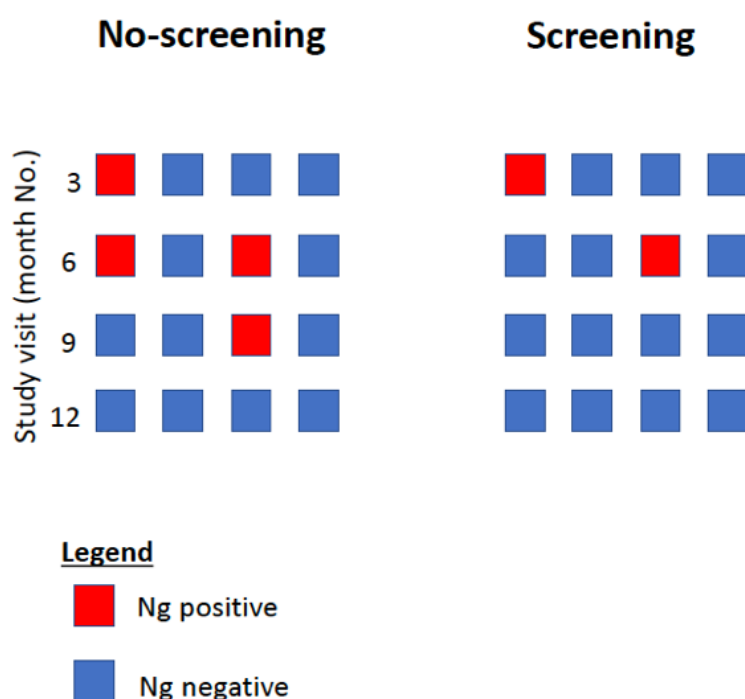 No-screening
Screening
Study visit (month No.)
3
6
9
12
Legend
Ng positive
Ng negative